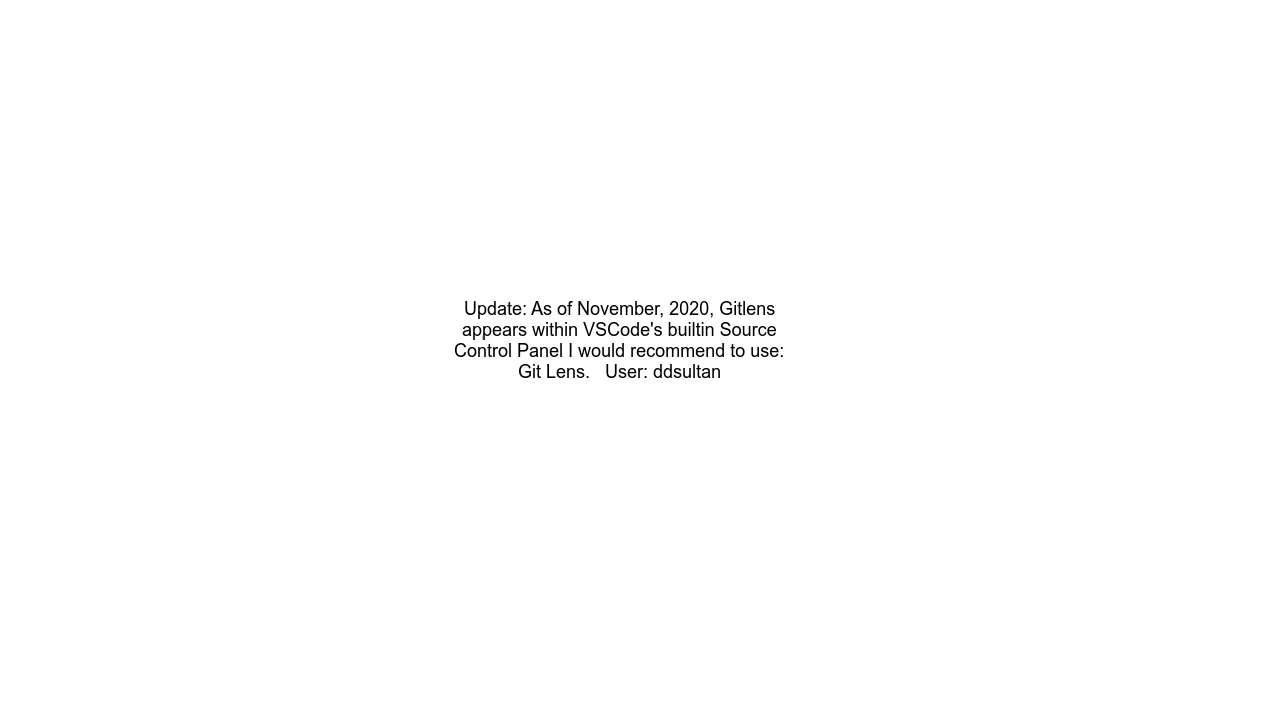 Update: As of November, 2020, Gitlens
appears within VSCode's builtin Source
Control Panel I would recommend to use:
Git Lens.   User: ddsultan